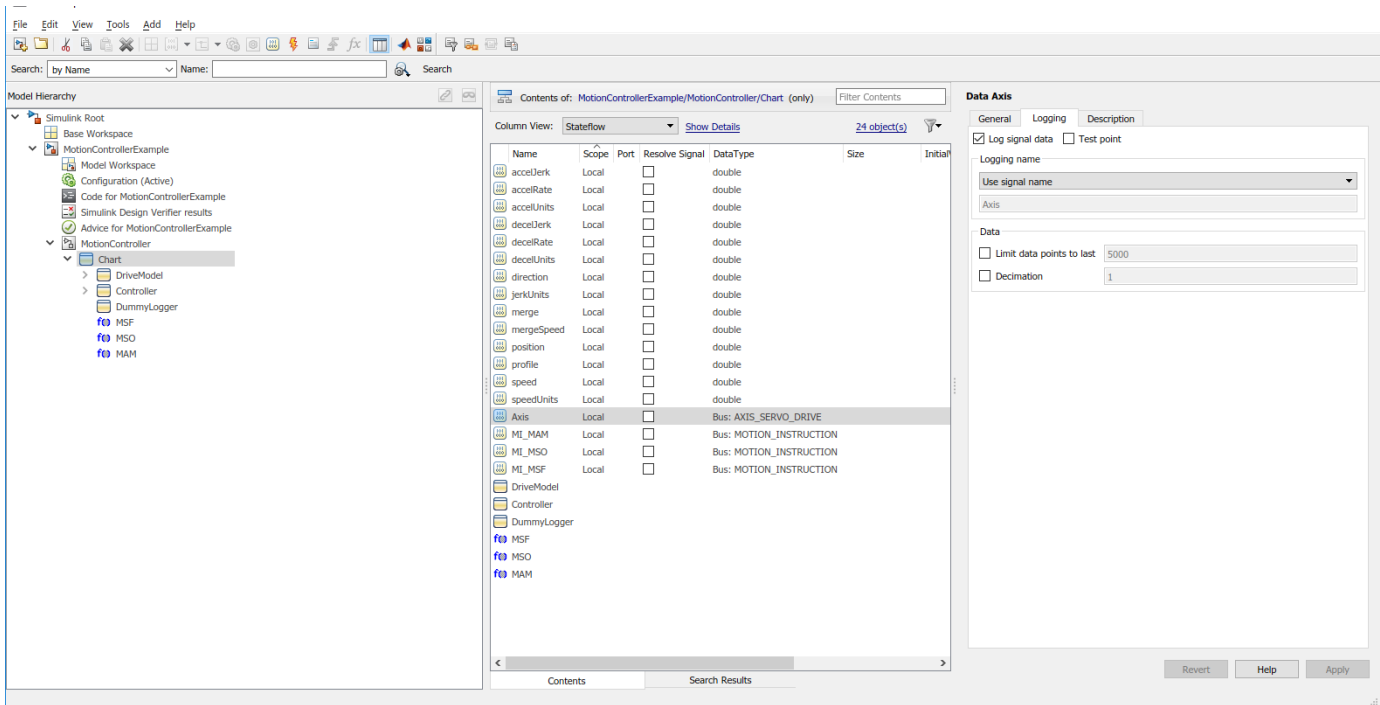 File Edit View Tools Add Help
Search: by Name Name: Search
Model Hierarchy
Simulink Root
Base Workspace
MotionControllerExample
Model Workspace
Configuration (Active)
Code for MotionControllerExample
Simulink Design Verifier results
Advice for MotionControllerExample
MotionController
Chart
DriveModel
Controller
DummyLogger
f() MSF
f() MSO
f() MAM
Contents of: MotionControllerExample/MotionController/Chart (only) Filter Contents
Column View: Stateflow Show Details 24 object(s)
Name Scope Port Resolve Signal DataType Size Initial
accelJerk Local double
accelRate Local double
accelUnits Local double
decelJerk Local double
decelRate Local double
decelUnits Local double
direction Local double
jerkUnits Local double
merge Local double
mergeSpeed Local double
position Local double
profile Local double
speed Local double
speedUnits Local double
Axis Local Bus: AXIS_SERVO_DRIVE
MI_MAM Local Bus: MOTION_INSTRUCTION
MI_MSO Local Bus: MOTION_INSTRUCTION
MI_MSF Local Bus: MOTION_INSTRUCTION
DriveModel
Controller
DummyLogger
f() MSF
f() MSO
f() MAM
Contents Search Results
Data Axis
General Logging Description
Log signal data Test point
Logging name
Use signal name
Axis
Data
Limit data points to last 5000
Decimation 1
Revert Help Apply